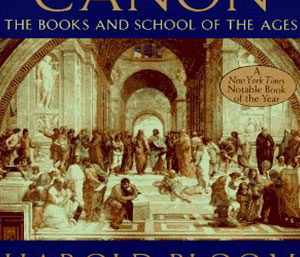 CANON
THE BOOKS AND SCHOOL OF THE AGES
A
New York Times
Notable Book
of the Year
HAROLD BLOOM